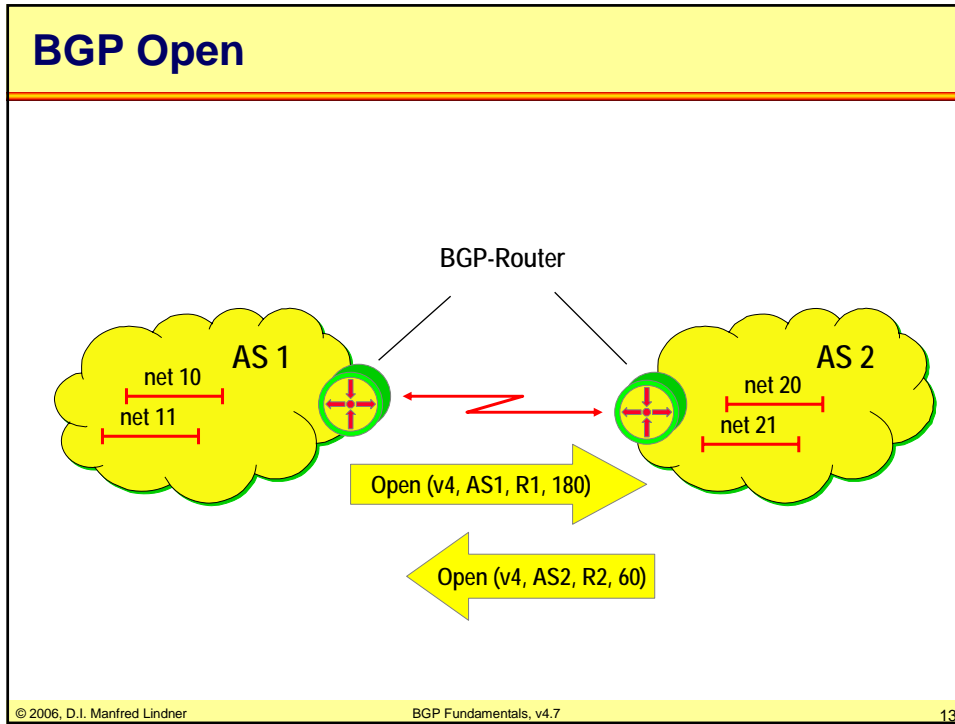 BGP Open
BGP-Router
AS 1
net 10
net 11
AS 2
net 20
net 21
Open (v4, AS1, R1, 180)
Open (v4, AS2, R2, 60)
© 2006, D.I. Manfred Lindner
BGP Fundamentals, v4.7
13